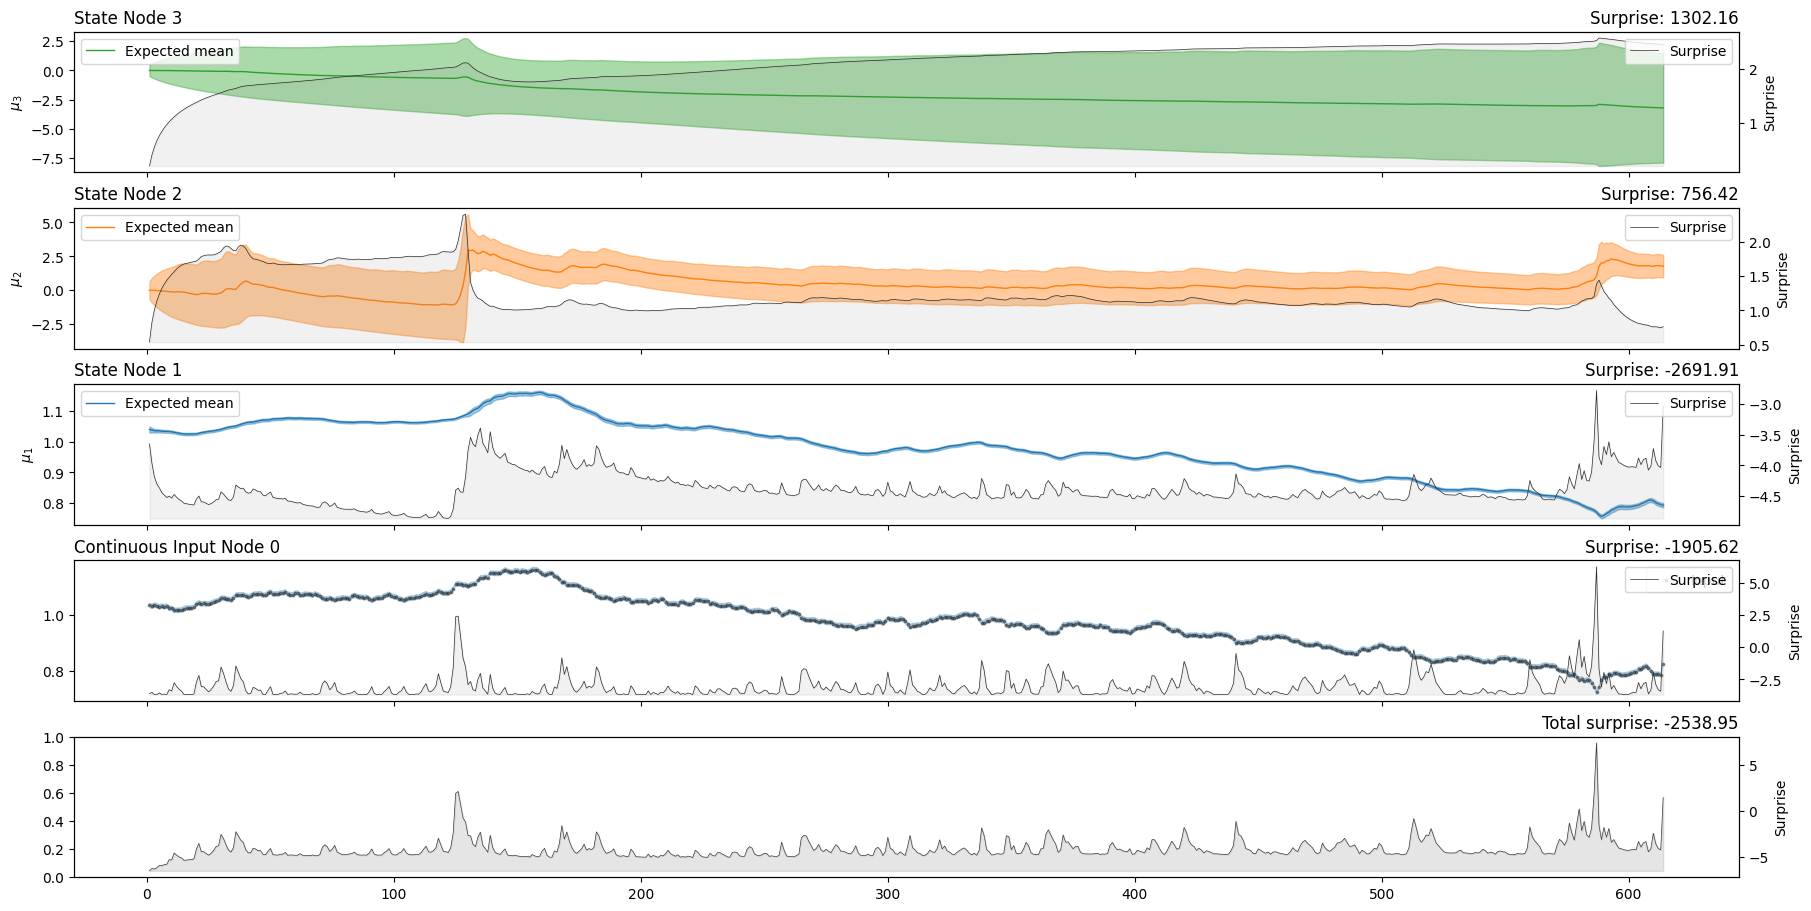 State Node 3
Surprise: 1302.16
Expected mean
Surprise
2.5
0.0
−2.5
−5.0
−7.5
μ3
2
1
Surprise
State Node 2
Surprise: 756.42
Expected mean
Surprise
5.0
2.5
0.0
−2.5
μ2
2.0
1.5
1.0
0.5
Surprise
State Node 1
Surprise: -2691.91
Expected mean
Surprise
1.1
1.0
0.9
0.8
μ1
−3.0
−3.5
−4.0
−4.5
Surprise
Continuous Input Node 0
Surprise: -1905.62
Surprise
1.0
0.8
5.0
2.5
0.0
−2.5
Surprise
Total surprise: -2538.95
1.0
0.8
0.6
0.4
0.2
0.0
5
0
−5
Surprise
0 100 200 300 400 500 600